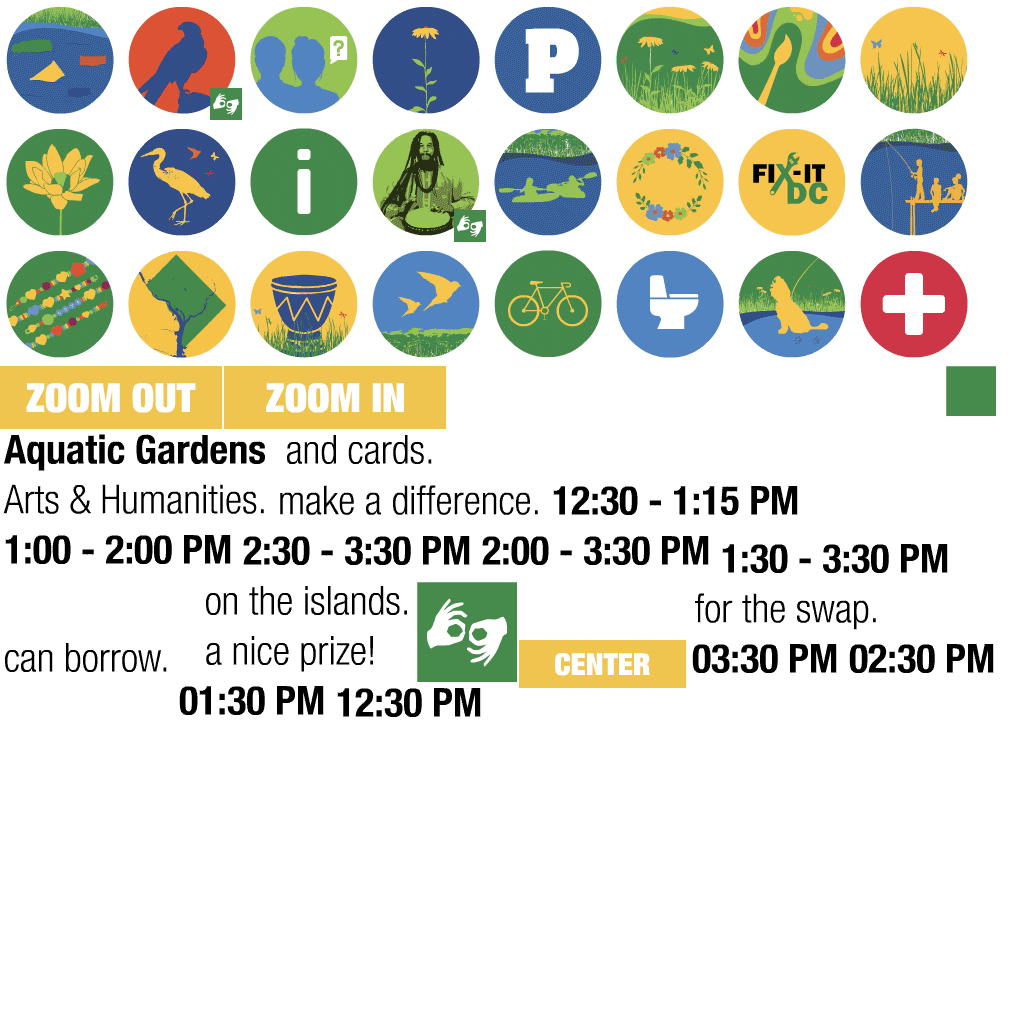 ?
P
i
FIX-IT
DC
ZOOM OUT ZOOM IN
Aquatic Gardens and cards.
Arts & Humanities. make a difference. 12:30 - 1:15 PM
1:00 - 2:00 PM 2:30 - 3:30 PM 2:00 - 3:30 PM 1:30 - 3:30 PM
on the islands. for the swap.
can borrow. a nice prize! CENTER 03:30 PM 02:30 PM
01:30 PM 12:30 PM